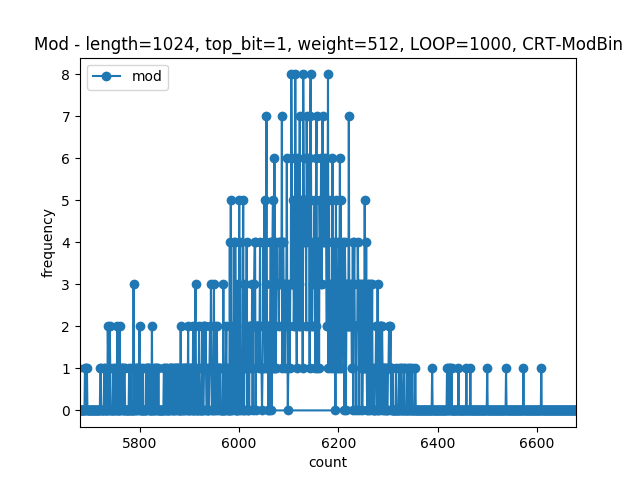 Mod - length=1024, top_bit=1, weight=512, LOOP=1000, CRT-ModBin
mod
8
7
6
5
4
3
2
1
0
frequency
5800 6000 6200 6400 6600
count